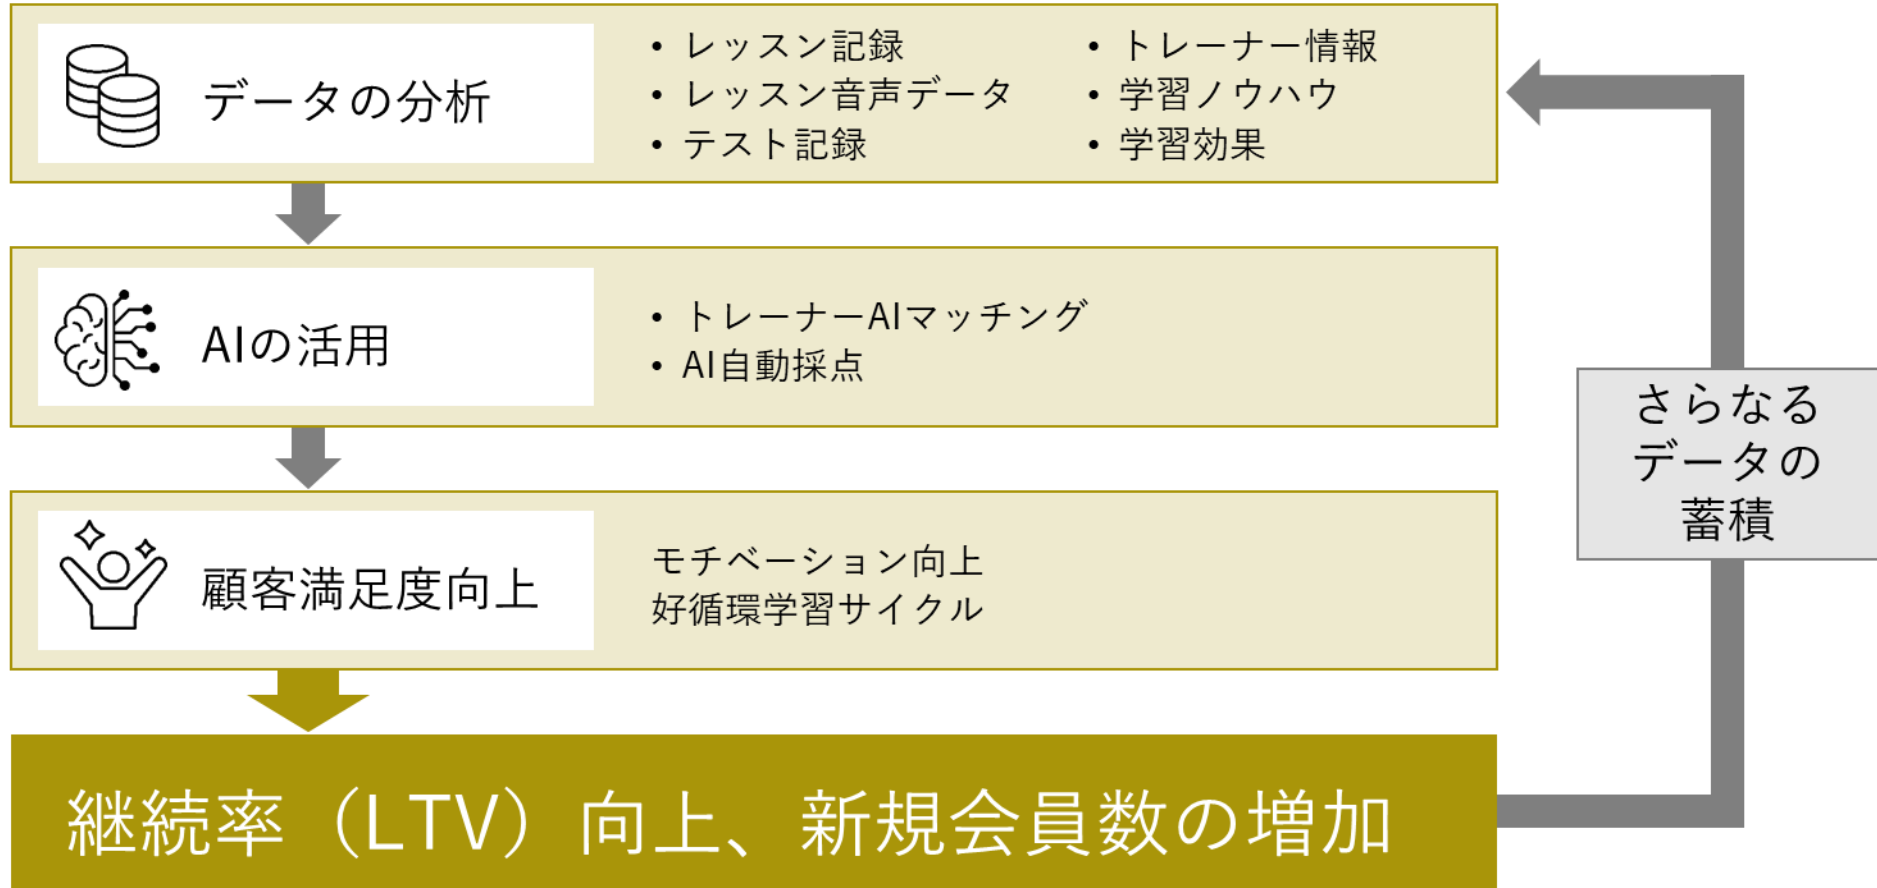 データの分析
• レッスン記録
• レッスン音声データ
• テスト記録
• トレーナー情報
• 学習ノウハウ
• 学習効果
AIの活用
• トレーナーAIマッチング
• AI自動採点
顧客満足度向上
モチベーション向上
好循環学習サイクル
継続率（LTV）向上、新規会員数の増加
さらなる
データの
蓄積